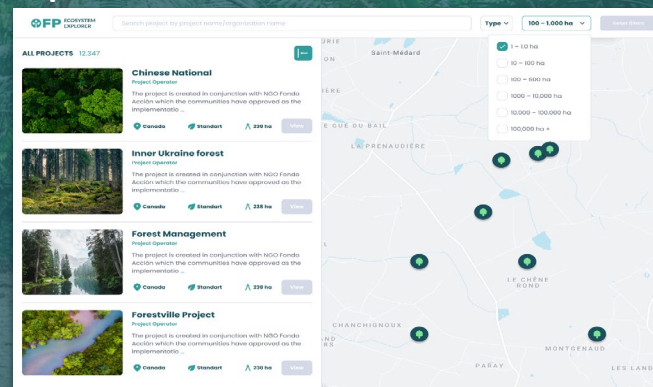 FP ECOSYSTEM
EXPLORER
Search project by project name/organisation name
Type
100 – 1.000 ha
ALL PROJECTS 12.347
Chinese National
Project Operator
The project is created in conjunction with NGO Fonda
Acción which the communities have approved as the
implementatio ...
Canada
Standart
236 ha
View
Inner Ukraine forest
Project Operator
The project is created in conjunction with NGO Fonda
Acción which the communities have approved as the
implementatio ...
Canada
Standart
236 ha
View
Forest Management
Project Operator
The project is created in conjunction with NGO Fonda
Acción which the communities have approved as the
implementatio ...
Canada
Standart
236 ha
View
Forestville Project
Project Operator
The project is created in conjunction with NGO Fonda
Acción which the communities have approved as the
implementatio ...
Canada
Standart
230 ha
View
1 – 1.0 ha
10 – 100 ha
100 – 500 ha
1000 – 10,000 ha
10,000 – 100,000 ha
100,000 ha +
Saint-Médard
LA PRENAUDIÈRE
LE CHÊNE
ROND
CHANCHIGNOUX
MONTGENAUD
PARAY
LES LAND